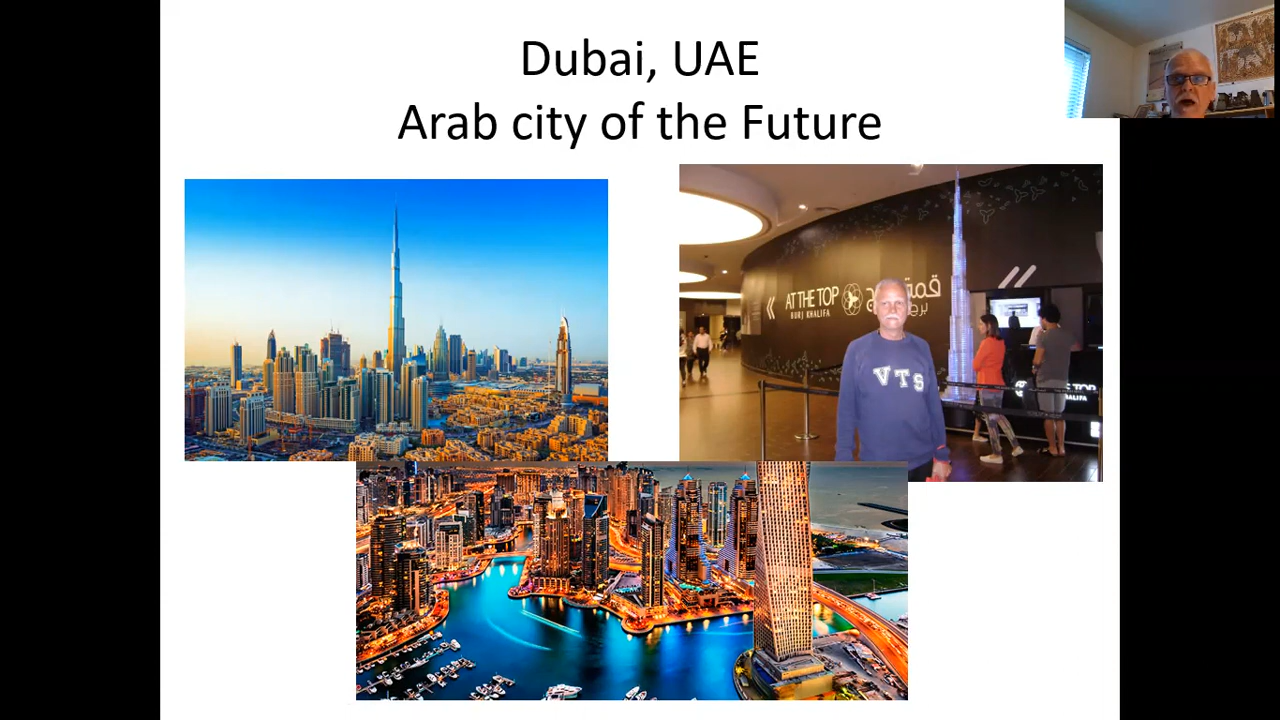 Dubai, UAE
Arab city of the Future
AT THE TOP
BURJ KHALIFA
VTS